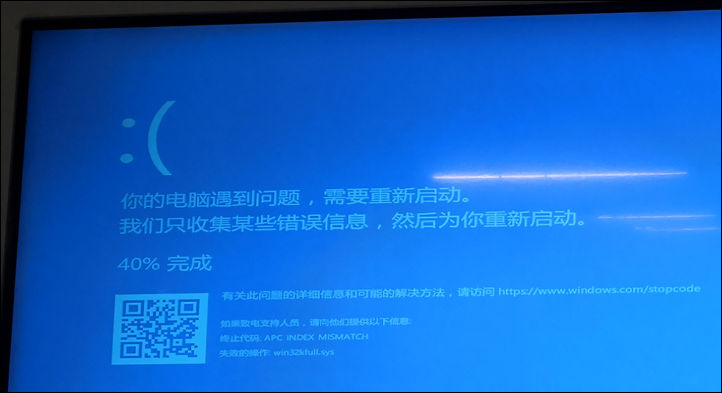 :(
你的电脑遇到问题，需要重新启动。
我们只收集某些错误信息，然后为你重新启动。
40% 完成
有关此问题的详细信息和可能的解决方法，请访问 https://www.windows.com/stopcode
如果致电支持人员，请向他们提供以下信息:
终止代码: APC INDEX MISMATCH
失败的操作: win32kfull.sys